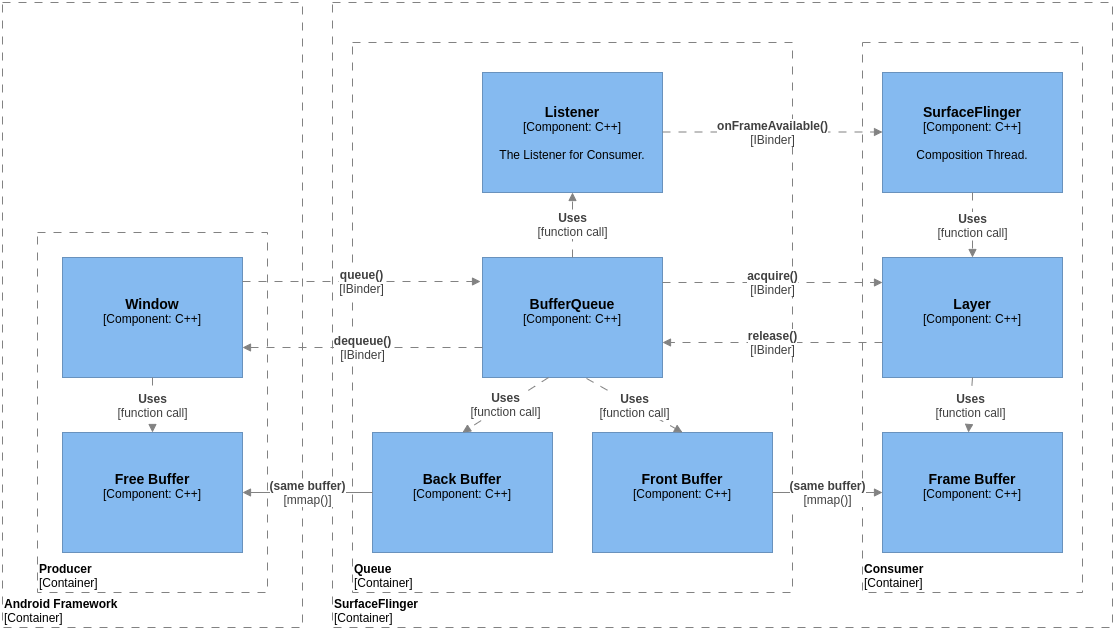 Listener
[Component: C++]
The Listener for Consumer.
onFrameAvailable()
[IBinder]
SurfaceFlinger
[Component: C++]
Composition Thread.
Uses
[function call]
Uses
[function call]
Window
[Component: C++]
queue()
[IBinder]
dequeue()
[IBinder]
BufferQueue
[Component: C++]
acquire()
[IBinder]
release()
[IBinder]
Layer
[Component: C++]
Uses
[function call]
Uses
[function call]
Uses
[function call]
Uses
[function call]
Free Buffer
[Component: C++]
(same buffer)
[mmap()]
Back Buffer
[Component: C++]
Front Buffer
[Component: C++]
(same buffer)
[mmap()]
Frame Buffer
[Component: C++]
Producer
[Container]
Queue
[Container]
Consumer
[Container]
Android Framework
[Container]
SurfaceFlinger
[Container]